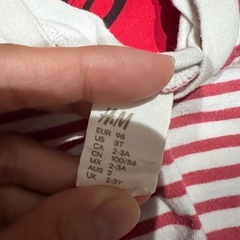 H&M
EUR 98
US 3T
CA 2-3A
CN 100/56
MX 2-3A
AUS 3
UK 2-3Y